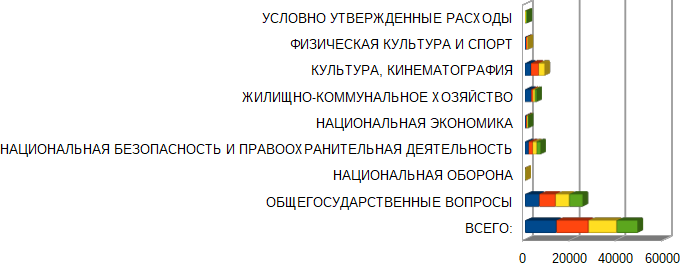 УСЛОВНО УТВЕРЖДЕННЫЕ РАСХОДЫ
ФИЗИЧЕСКАЯ КУЛЬТУРА И СПОРТ
КУЛЬТУРА, КИНЕМАТОГРАФИЯ
ЖИЛИЩНО-КОММУНАЛЬНОЕ ХОЗЯЙСТВО
НАЦИОНАЛЬНАЯ ЭКОНОМИКА
НАЦИОНАЛЬНАЯ БЕЗОПАСНОСТЬ И ПРАВООХРАНИТЕЛЬНАЯ ДЕЯТЕЛЬНОСТЬ
НАЦИОНАЛЬНАЯ ОБОРОНА
ОБЩЕГОСУДАРСТВЕННЫЕ ВОПРОСЫ
ВСЕГО:
0 20000 40000 60000